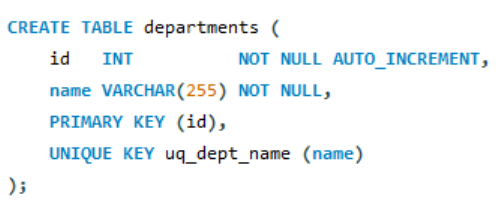 CREATE TABLE departments (
    id   INT          NOT NULL AUTO_INCREMENT,
    name VARCHAR(255) NOT NULL,
    PRIMARY KEY (id),
    UNIQUE KEY uq_dept_name (name)
);